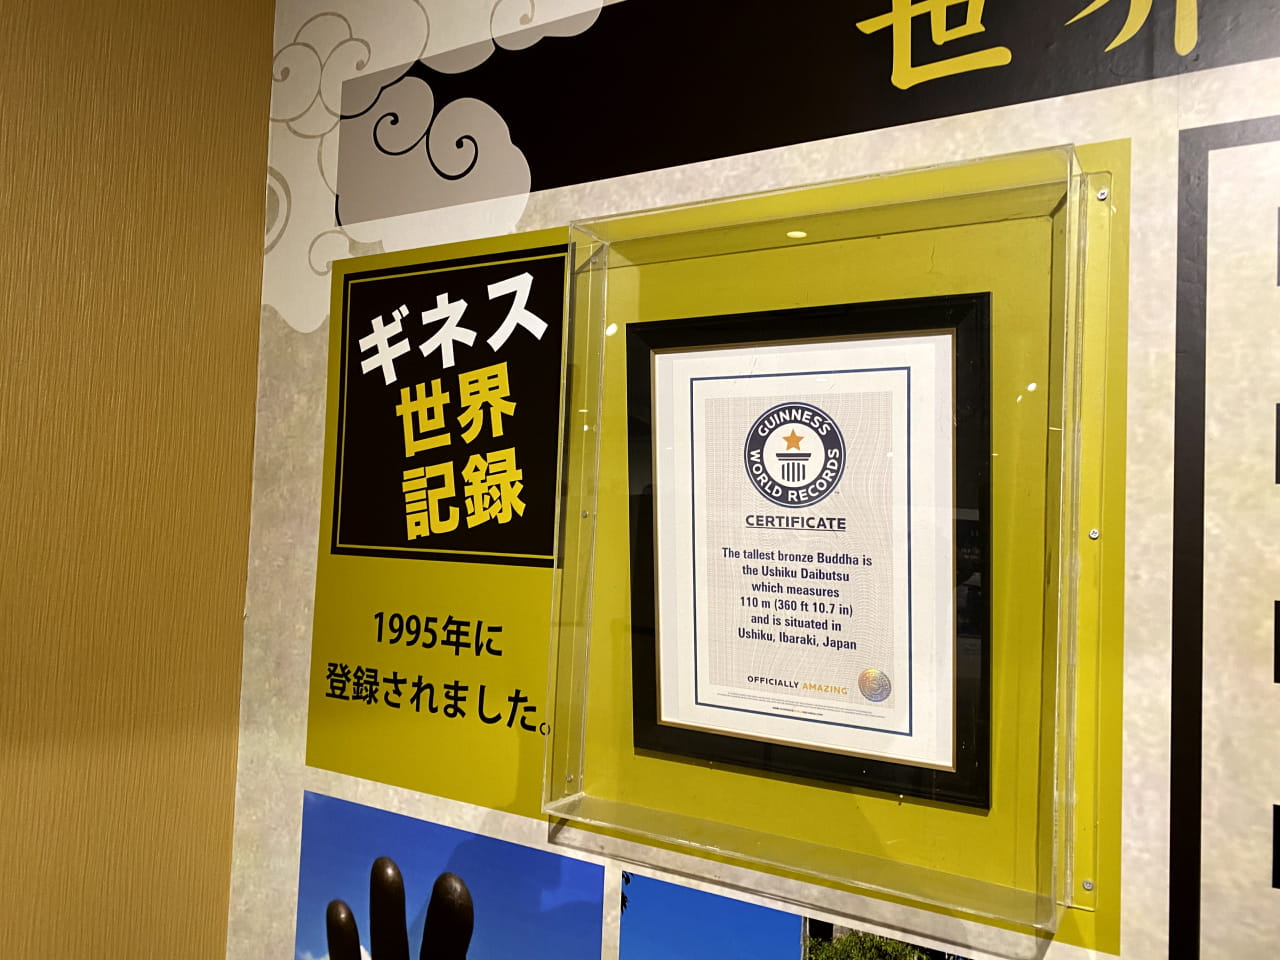 世界
ギネス
世界
記録
1995年に
登録されました。
GUINNESS
WORLD RECORDS
CERTIFICATE
The tallest bronze Buddha is
the Ushiku Daibutsu
which measures
110 m (360 ft 10.7 in)
and is situated in
Ushiku, Ibaraki, Japan
OFFICIALLY AMAZING